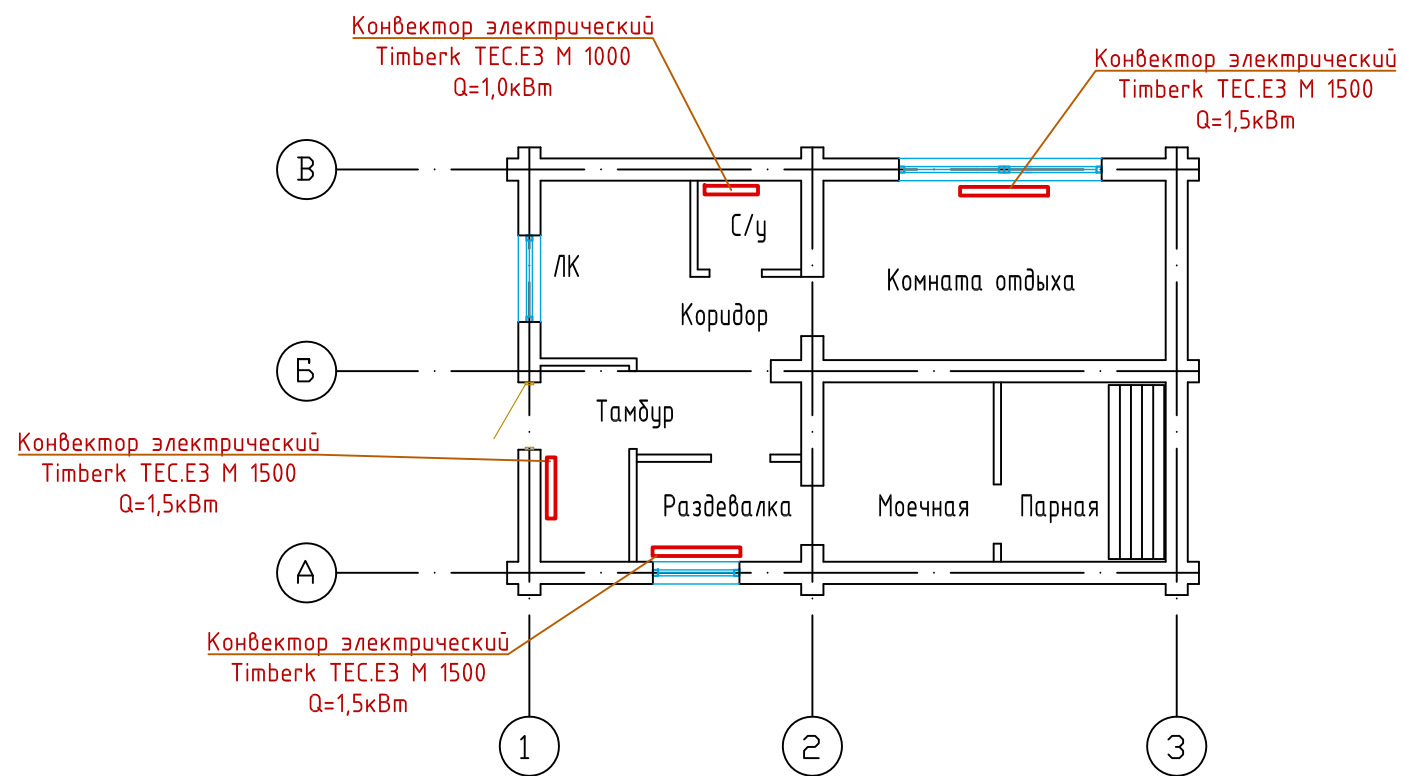 Конвектор электрический
Timberk TEC.E3 M 1000
Q=1,0кВт
Конвектор электрический
Timberk TEC.E3 M 1500
Q=1,5кВт
В
С/у
ЛК
Комната отдыха
Коридор
Б
Тамбур
Конвектор электрический
Timberk TEC.E3 M 1500
Q=1,5кВт
Раздевалка
Моечная
Парная
А
Конвектор электрический
Timberk TEC.E3 M 1500
Q=1,5кВт
1
2
3